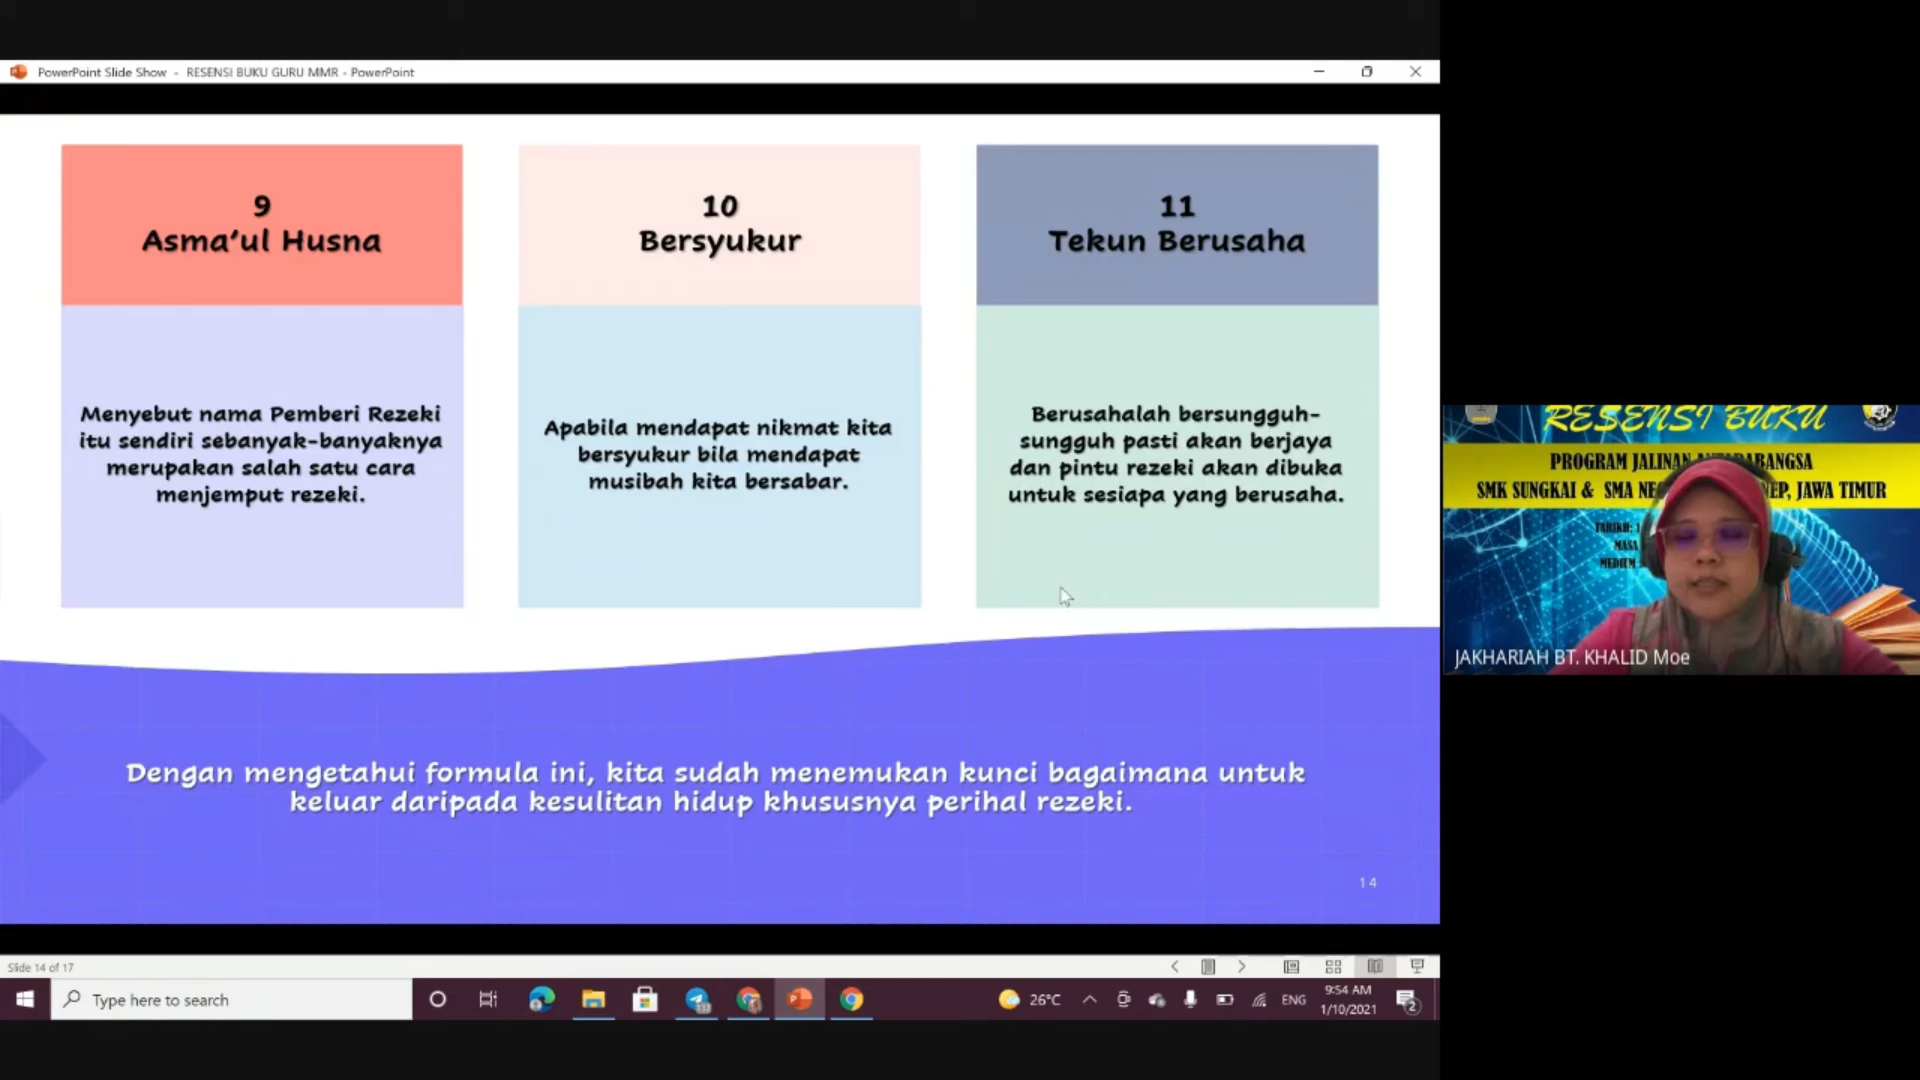 PowerPoint Slide Show - RESENSI BUKU GURU MMR - PowerPoint
9
Asma'ul Husna
Menyebut nama Pemberi Rezeki
itu sendiri sebanyak-banyaknya
merupakan salah satu cara
menjemput rezeki.
10
Bersyukur
Apabila mendapat nikmat kita
bersyukur bila mendapat
musibah kita bersabar.
11
Tekun Berusaha
Berusahalah bersungguh-
sungguh pasti akan berjaya
dan pintu rezeki akan dibuka
untuk sesiapa yang berusaha.
Dengan mengetahui formula ini, kita sudah menemukan kunci bagaimana untuk
keluar daripada kesulitan hidup khususnya perihal rezeki.
14
Slide 14 of 17
Type here to search
26°C
ENG
9:54 AM
1/10/2021
2
RESENSI BUKU
PROGRAM JALINAN
SMK SUNGKAI & SMA JAWA TIMUR
TARIKH: 1
MASA
MEDIUM
JAKHARIAH BT. KHALID Moe